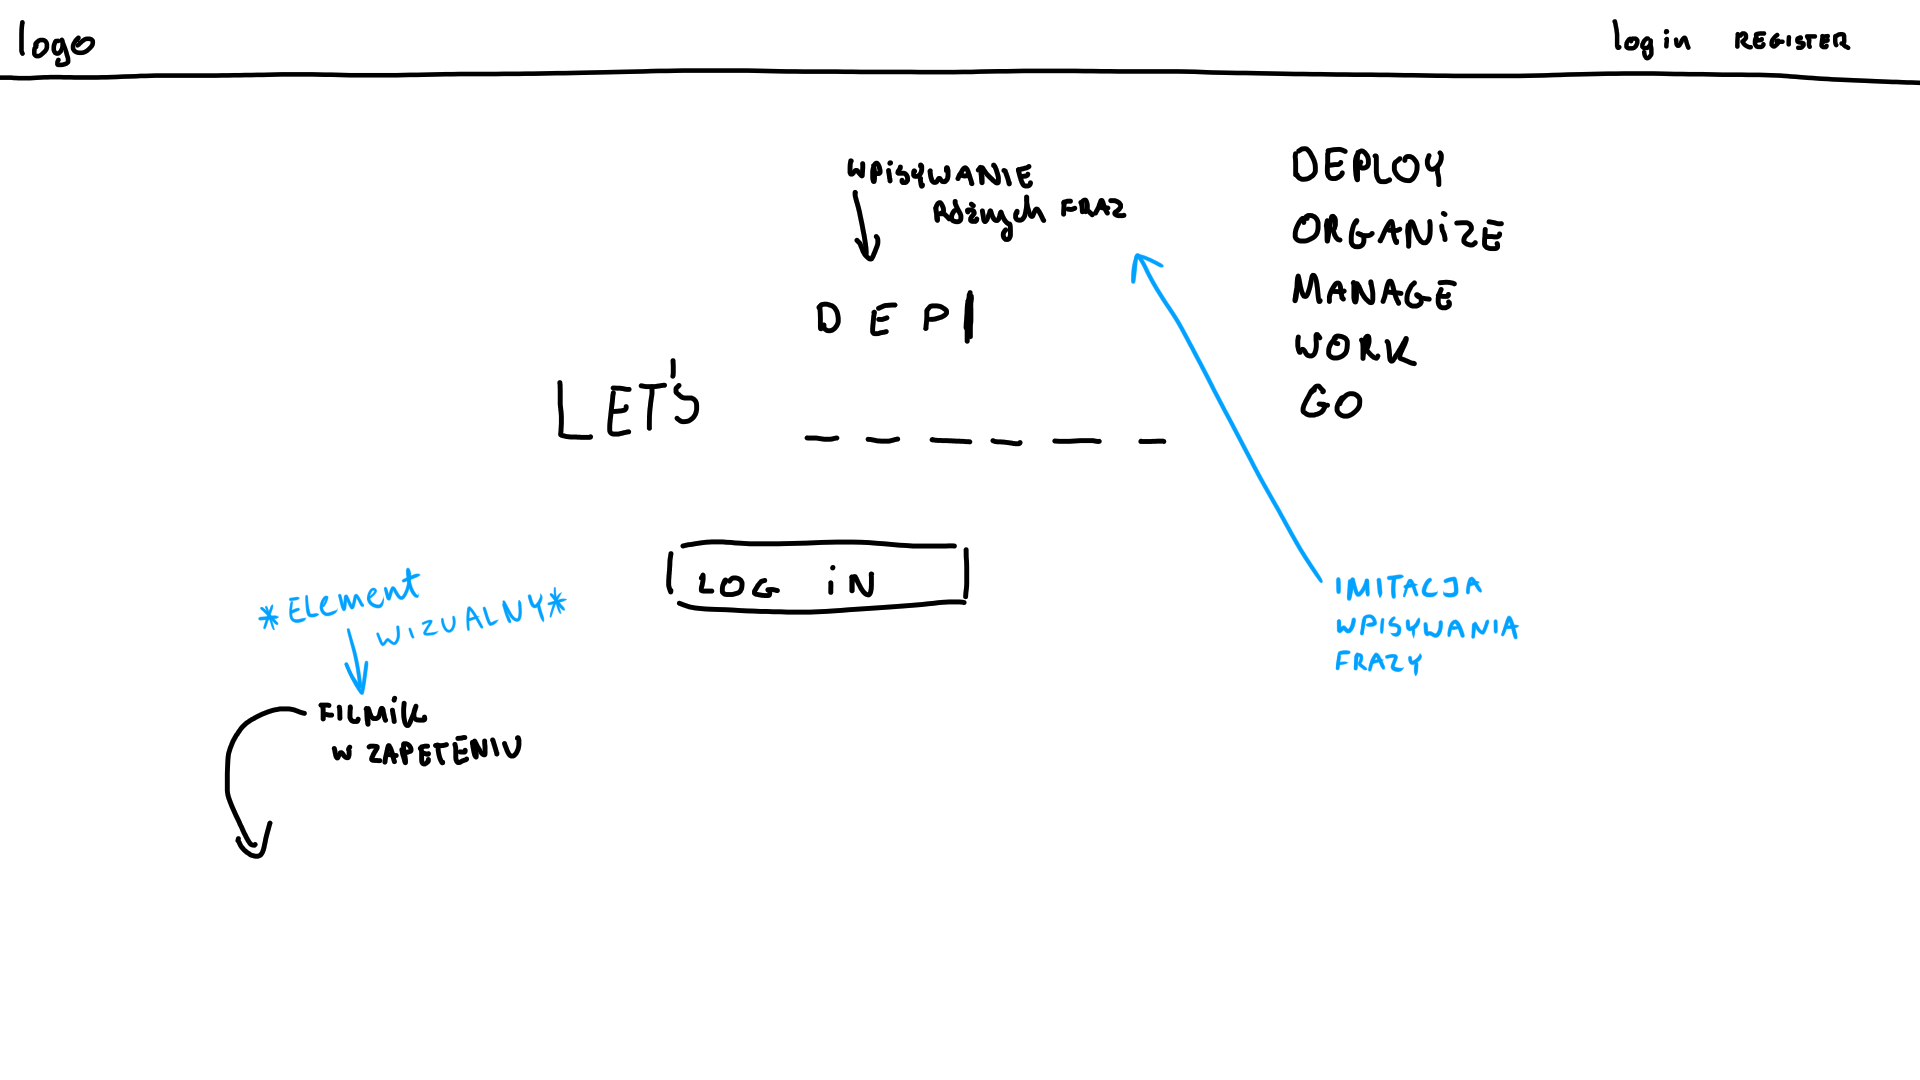 logo
log in REGISTER
WPiSYWANIE
RóżNych FRAZ
DEPLOY
ORGANiZE
MANAGE
WORK
GO
DEP|
LET'S _ _ _ _ _ _
LOG iN
*ELement
WIZUALNY*
FILMiK
W ZAPETENIU
IMITACJA
WPISYWANIA
FRAZY